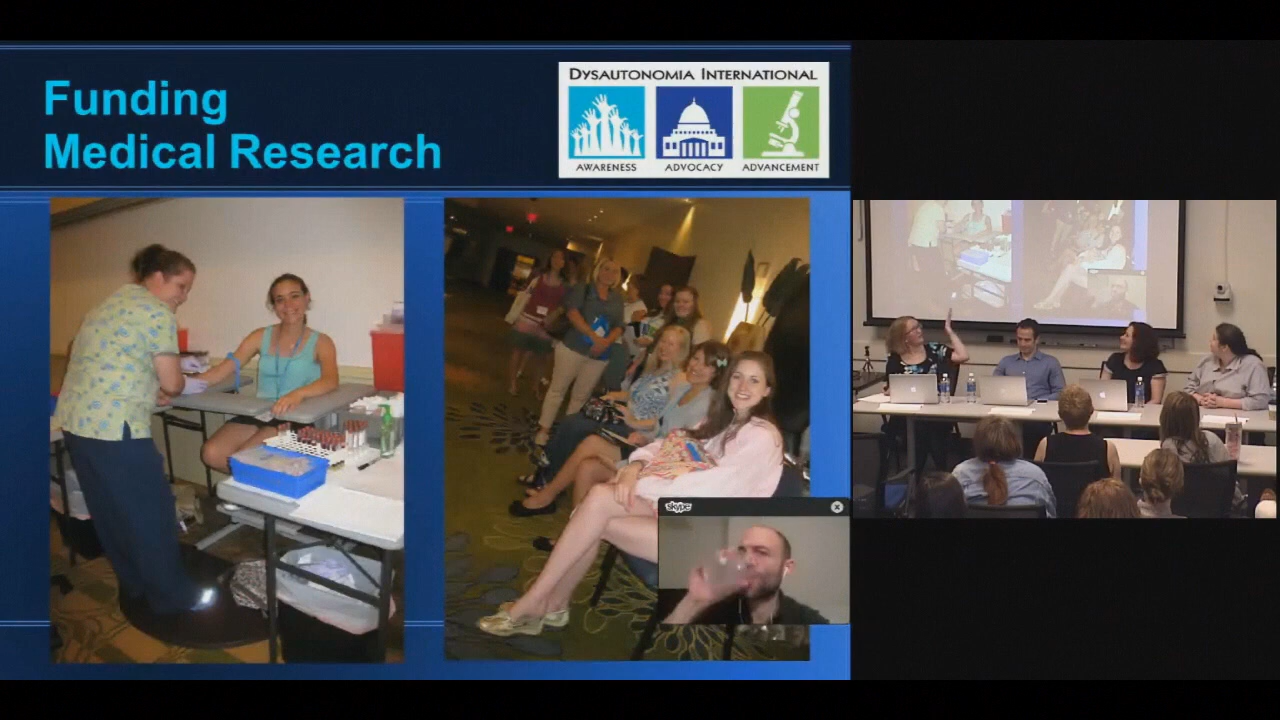 Funding
Medical Research
DYSAUTONOMIA INTERNATIONAL
AWARENESS ADVOCACY ADVANCEMENT
skype